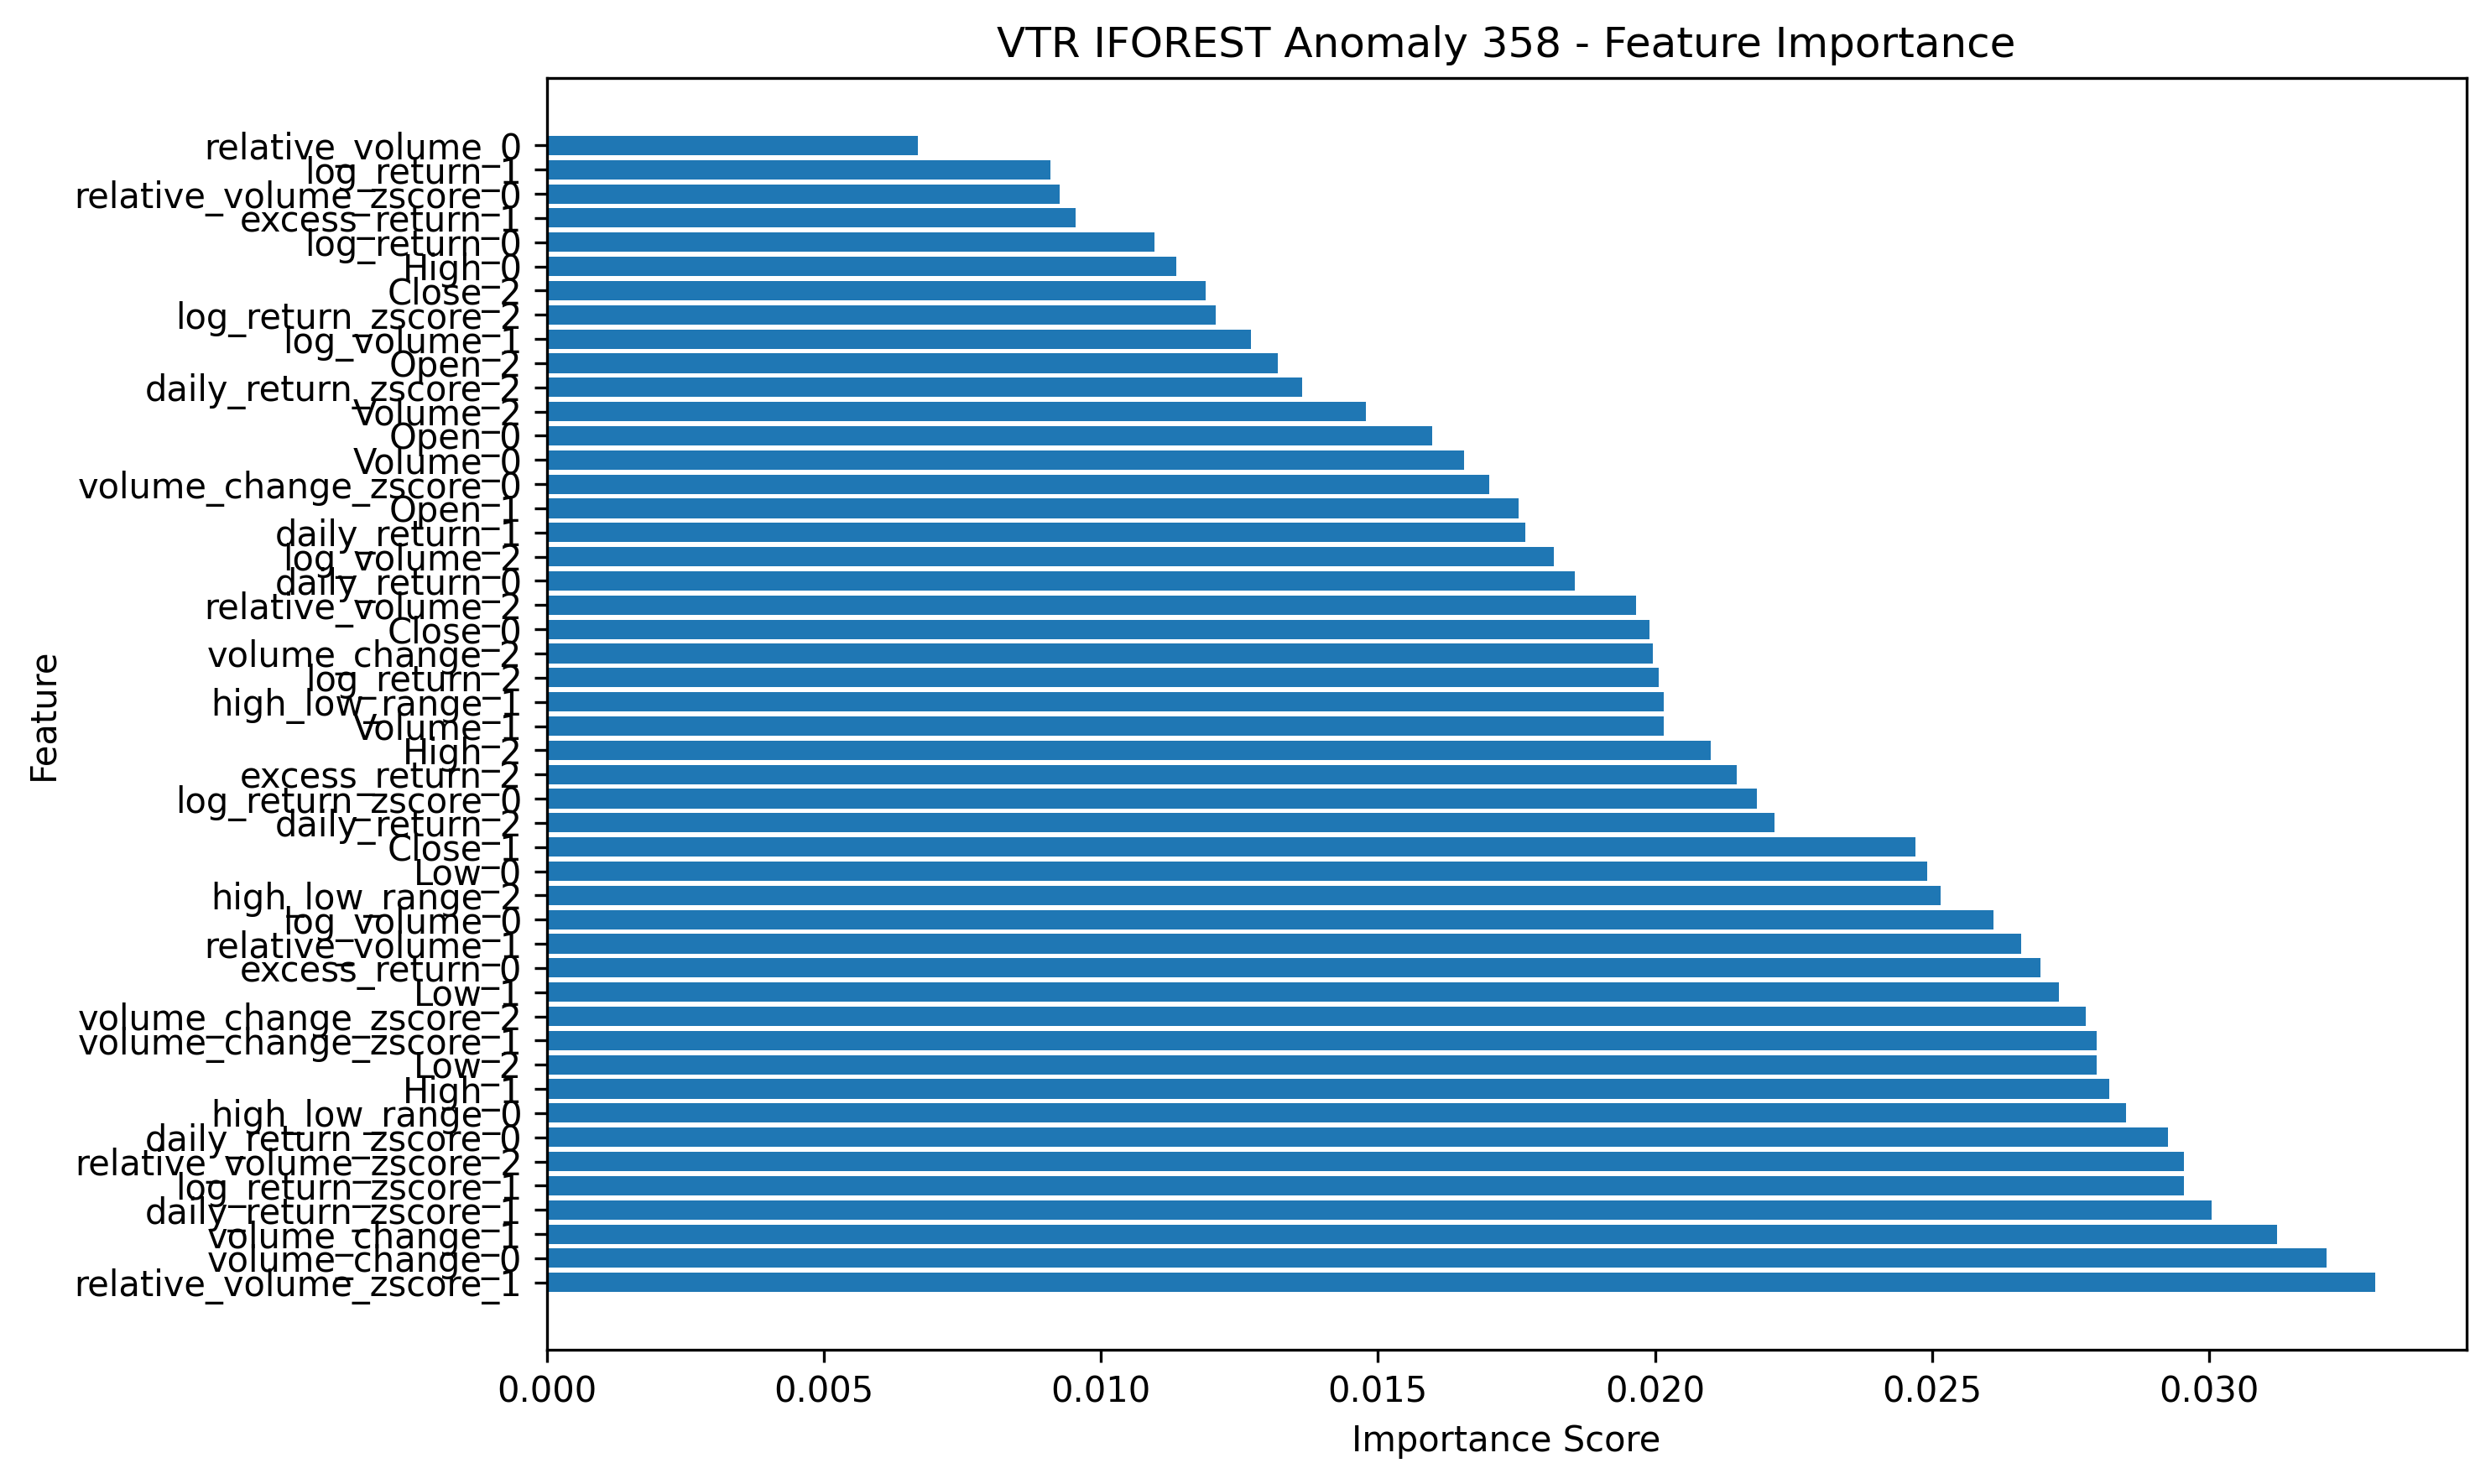 VTR IFOREST Anomaly 358 - Feature Importance
relative_volume_0
log_return_1
relative_volume_zscore_0
excess_return_1
log_return_0
High_0
Close_2
log_return_zscore_2
log_volume_1
Open_2
daily_return_zscore_2
Volume_2
Open_0
Volume_0
volume_change_zscore_0
Open_1
daily_return_1
log_volume_2
daily_return_0
relative_volume_2
Close_0
volume_change_2
log_return_2
high_low_range_1
Volume_1
High_2
excess_return_2
log_return_zscore_0
daily_return_2
Close_1
Low_0
high_low_range_2
log_volume_0
relative_volume_1
excess_return_0
Low_1
volume_change_zscore_2
volume_change_zscore_1
Low_2
High_1
high_low_range_0
daily_return_zscore_0
relative_volume_zscore_2
log_return_zscore_1
daily_return_zscore_1
volume_change_1
volume_change_0
relative_volume_zscore_1
Feature
0.000 0.005 0.010 0.015 0.020 0.025 0.030
Importance Score